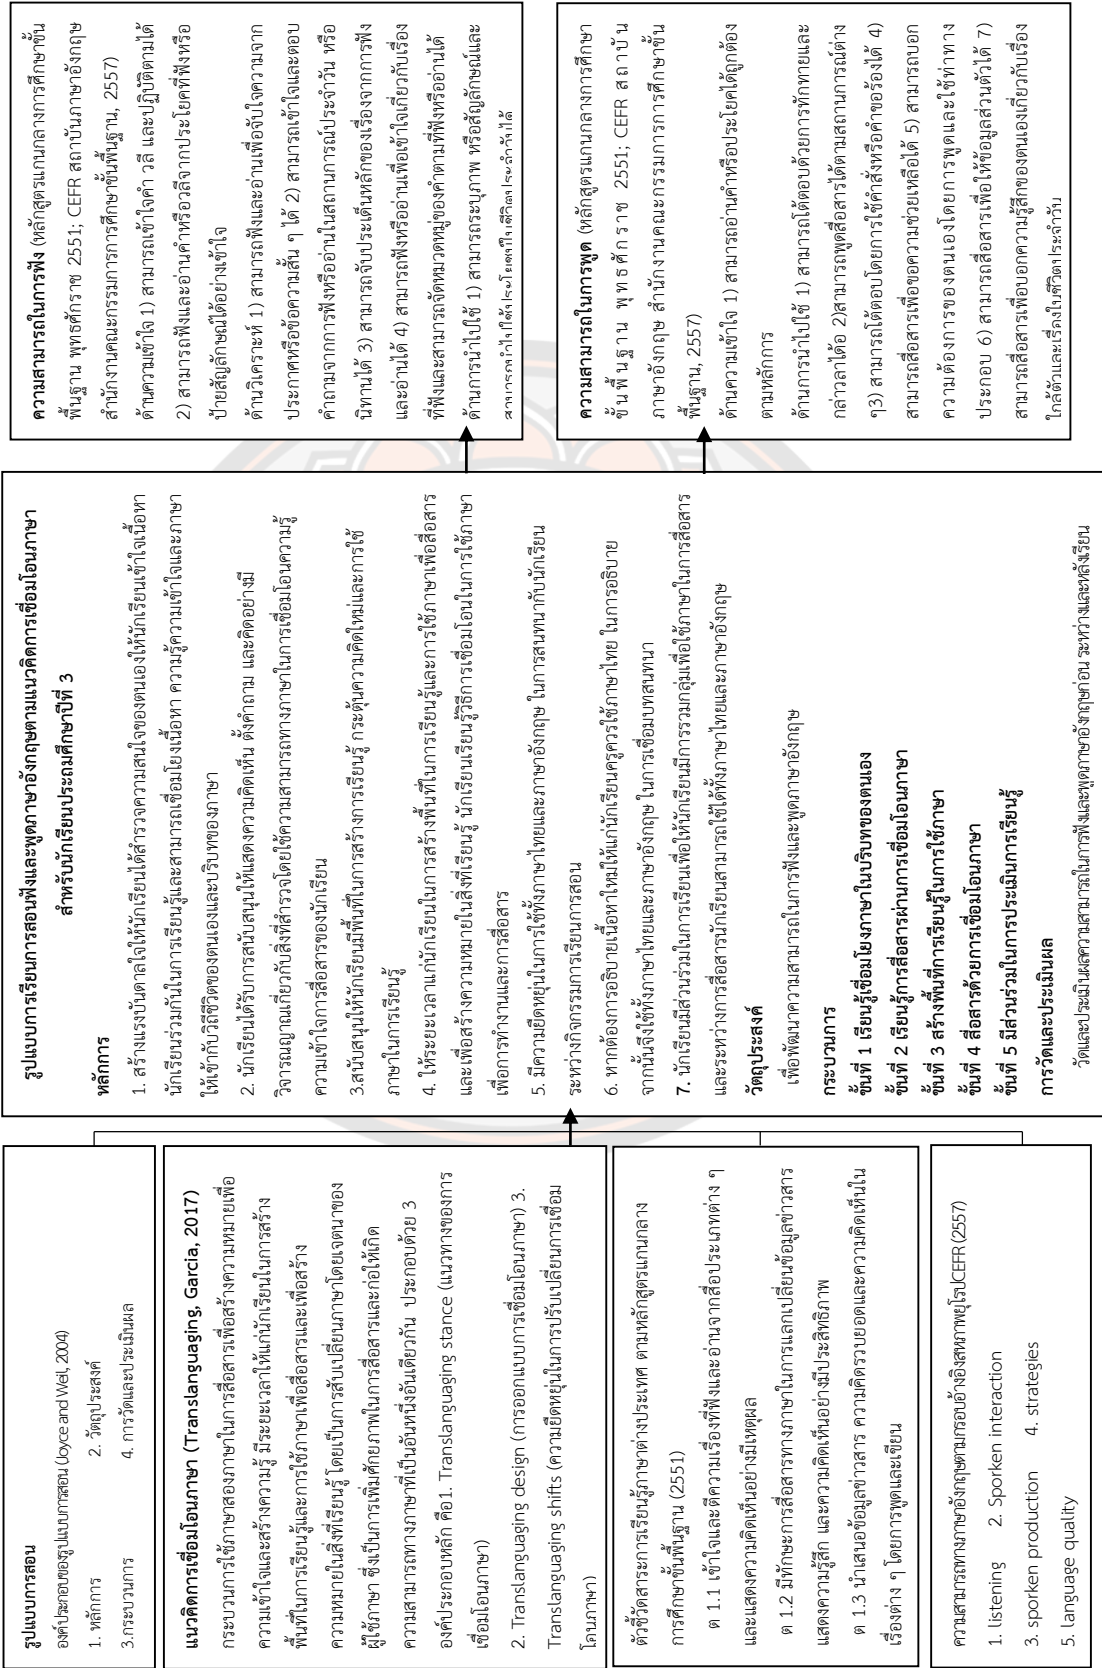 รูปแบบการสอน
องค์ประกอบของรูปแบบการสอน (Joyce and Weil, 2004)
1. หลักการ 2. วัตถุประสงค์
3.กระบวนการ 4. การวัดและประเมินผล
แนวคิดการเชื่อมโอนภาษา (Translanguaging, Garcia, 2017)
กระบวนการใช้ภาษาสองภาษาในการสื่อสารเพื่อสร้างความหมายเพื่อ
ความเข้าใจและสร้างความรู้ มีระยะเวลาให้แก่นักเรียนในการสร้าง
พื้นที่ในการเรียนรู้และการใช้ภาษาเพื่อสื่อสารและเพื่อสร้าง
ความหมายในสิ่งที่เรียนรู้ โดยเป็นการสับเปลี่ยนภาษาโดยเจตนาของ
ผู้ใช้ภาษา ซึ่งเป็นการเพิ่มศักยภาพในการสื่อสารและก่อให้เกิด
ความสามารถทางภาษาที่เป็นอันหนึ่งอันเดียวกัน ประกอบด้วย 3
องค์ประกอบหลัก คือ1. Translanguaging stance (แนวทางของการ
เชื่อมโอนภาษา)
2. Translanguaging design (การออกแบบการเชื่อมโอนภาษา) 3.
Translanguaging shifts (ความยืดหยุ่นในการปรับเปลี่ยนการเชื่อม
โอนภาษา)
ตัวชี้วัดสาระการเรียนรู้ภาษาต่างประเทศ ตามหลักสูตรแกนกลาง
การศึกษาขั้นพื้นฐาน (2551)
ต 1.1 เข้าใจและตีความเรื่องที่ฟังและอ่านจากสื่อประเภทต่าง ๆ
และแสดงความคิดเห็นอย่างมีเหตุผล
ต 1.2 มีทักษะการสื่อสารทางภาษาในการแลกเปลี่ยนข้อมูลข่าวสาร
แสดงความรู้สึก และความคิดเห็นอย่างมีประสิทธิภาพ
ต 1.3 นำเสนอข้อมูลข่าวสาร ความคิดรวบยอดและความคิดเห็นใน
เรื่องต่าง ๆ โดยการพูดและเขียน
ความสามารถทางภาษาอังกฤษตามกรอบอ้างอิงสหภาพยุโรปCEFR (2557)
1. listening 2. Sporken interaction
3. sporken production 4. strategies
5. language quality
รูปแบบการเรียนการสอนฟังและพูดภาษาอังกฤษตามแนวคิดการเชื่อมโอนภาษา
สำหรับนักเรียนประถมศึกษาปีที่ 3
หลักการ
1. สร้างแรงบันดาลใจให้นักเรียนได้สำรวจความสนใจของตนเองให้นักเรียนเข้าใจเนื้อหา
นักเรียนร่วมกันในการเรียนรู้และสามารถเชื่อมโยงเนื้อหา ความรู้ความเข้าใจและภาษา
ให้เข้ากับวิถีชีวิตของตนเองและบริบทของภาษา
2. นักเรียนได้รับการสนับสนุนให้แสดงความคิดเห็น ตั้งคำถาม และคิดอย่างมี
วิจารณญาณเกี่ยวกับสิ่งที่สำรวจโดยใช้ความสามารถทางภาษาในการเชื่อมโอนความรู้
ความเข้าใจการสื่อสารของนักเรียน
3.สนับสนุนให้นักเรียนมีพื้นที่ในการสร้างการเรียนรู้ กระตุ้นความคิดใหม่และการใช้
ภาษาในการเรียนรู้
4. ให้ระยะเวลาแก่นักเรียนในการสร้างพื้นที่ในการเรียนรู้และการใช้ภาษาเพื่อสื่อสาร
และเพื่อสร้างความหมายในสิ่งที่เรียนรู้ นักเรียนเรียนรู้วิธีการเชื่อมโอนในการใช้ภาษา
เพื่อการทำงานและการสื่อสาร
5. มีความยืดหยุ่นในการใช้ทั้งภาษาไทยและภาษาอังกฤษ ในการสนทนากับนักเรียน
ระหว่างกิจกรรมการเรียนการสอน
6. หากต้องการอธิบายเนื้อหาใหม่ให้แก่นักเรียนครูควรใช้ภาษาไทย ในการอธิบาย
จากนั้นจึงใช้ทั้งภาษาไทยและภาษาอังกฤษ ในการเชื่อมบทสนทนา
7. นักเรียนมีส่วนร่วมในการเรียนเพื่อให้นักเรียนมีการรวมกลุ่มเพื่อใช้ภาษาในการสื่อสาร
และระหว่างการสื่อสารนักเรียนสามารถใช้ได้ทั้งภาษาไทยและภาษาอังกฤษ
วัตถุประสงค์
เพื่อพัฒนาความสามารถในการฟังและพูดภาษาอังกฤษ
กระบวนการ
ขั้นที่ 1 เรียนรู้เชื่อมโยงภาษาในบริบทของตนเอง
ขั้นที่ 2 เรียนรู้การสื่อสารผ่านการเชื่อมโอนภาษา
ขั้นที่ 3 สร้างพื้นที่การเรียนรู้ในการใช้ภาษา
ขั้นที่ 4 สื่อสารด้วยการเชื่อมโอนภาษา
ขั้นที่ 5 มีส่วนร่วมในการประเมินการเรียนรู้
การวัดและประเมินผล
วัดและประเมินผลความสามารถในการฟังและพูดภาษาอังกฤษก่อน ระหว่างและหลังเรียน
ความสามารถในการฟัง (หลักสูตรแกนกลางการศึกษาขั้น
พื้นฐาน พุทธศักราช 2551; CEFR สถาบันภาษาอังกฤษ
สำนักงานคณะกรรมการการศึกษาขั้นพื้นฐาน, 2557)
ด้านความเข้าใจ 1) สามารถเข้าใจคำ วลี และปฏิบัติตามได้
2) สามารถฟังและอ่านคำหรือวลีจากประโยคที่ฟังหรือ
ป้ายสัญลักษณ์ได้อย่างเข้าใจ
ด้านวิเคราะห์ 1) สามารถฟังและอ่านเพื่อจับใจความจาก
ประกาศหรือข้อความสั้น ๆ ได้ 2) สามารถเข้าใจและตอบ
คำถามจากการฟังหรืออ่านในสถานการณ์ประจำวัน หรือ
นิทานได้ 3) สามารถจับประเด็นหลักของเรื่องจากการฟัง
และอ่านได้ 4) สามารถฟังหรืออ่านเพื่อเข้าใจเกี่ยวกับเรื่อง
ที่ฟังและสามารถจัดหมวดหมู่ของคำตามที่ฟังหรืออ่านได้
ด้านการนำไปใช้ 1) สามารถระบุภาพ หรือสัญลักษณ์และ
สามารถนำไปใช้ประโยชน์ในชีวิตประจำวันได้
ความสามารถในการพูด (หลักสูตรแกนกลางการศึกษา
ขั้นพื้นฐาน พุทธศักราช 2551; CEFR สถาบัน
ภาษาอังกฤษ สำนักงานคณะกรรมการการศึกษาขั้น
พื้นฐาน, 2557)
ด้านความเข้าใจ 1) สามารถอ่านคำหรือประโยคได้ถูกต้อง
ตามหลักการ
ด้านการนำไปใช้ 1) สามารถโต้ตอบด้วยการทักทายและ
กล่าวลาได้อ 2)สามารถพูดสื่อสารได้ตามสถานการณ์ต่าง
ๆ3) สามารถโต้ตอบโดยการใช้คำสั่งหรือคำขอร้องได้ 4)
สามารถสื่อสารเพื่อขอความช่วยเหลือได้ 5) สามารถบอก
ความต้องการของตนเองโดยการพูดและใช้ท่าทาง
ประกอบ 6) สามารถสื่อสารเพื่อให้ข้อมูลส่วนตัวได้ 7)
สามารถสื่อสารเพื่อบอกความรู้สึกของตนเองเกี่ยวกับเรื่อง
ใกล้ตัวและเรื่องในชีวิตประจำวัน